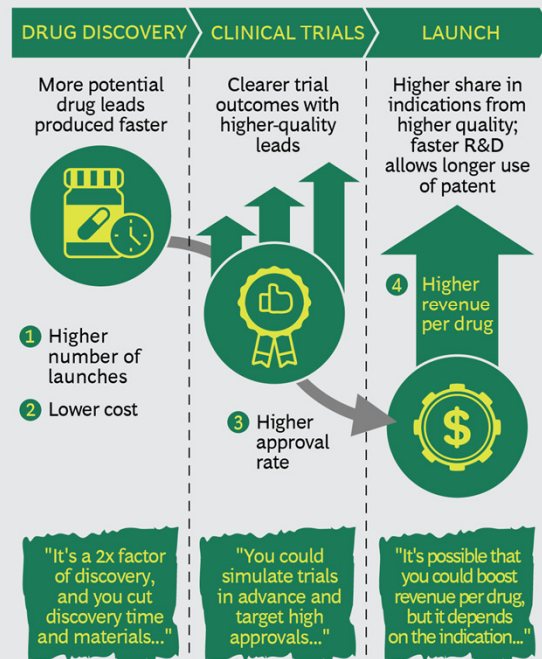 DRUG DISCOVERY
CLINICAL TRIALS
LAUNCH
More potential
drug leads
produced faster
Clearer trial
outcomes with
higher-quality
leads
Higher share in
indications from
higher quality;
faster R&D
allows longer use
of patent
1 Higher
number of
launches
2 Lower cost
3 Higher
approval
rate
4 Higher
revenue
per drug
$
"It's a 2x factor
of discovery,
and you cut
discovery time
and materials..."
"You could
simulate trials
in advance and
target high
approvals..."
"It's possible that
you could boost
revenue per drug,
but it depends
on the indication..."